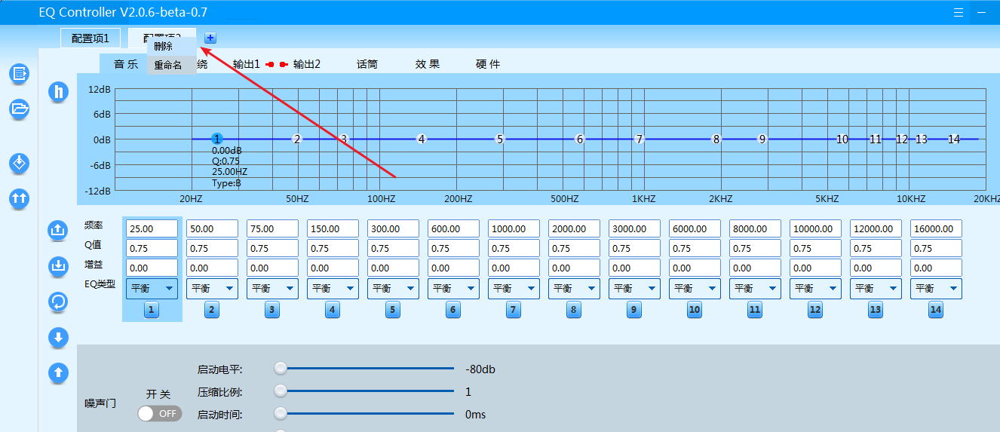 EQ Controller V2.0.6-beta-0.7
配置项1
删除
重命名
音 乐
绕
输出1
输出2
话筒
效 果
硬 件
h
12dB
6dB
0dB
-6dB
-12dB
1 2 3 4 5 6 7 8 9 10 11 12 13 14
0.00dB
Q:0.75
25.00HZ
Type:B
20HZ 50HZ 100HZ 200HZ 500HZ 1KHZ 2KHZ 5KHZ 10KHZ 20KHZ
频率 25.00 50.00 75.00 150.00 300.00 600.00 1000.00 2000.00 3000.00 6000.00 8000.00 10000.00 12000.00 16000.00
Q值 0.75 0.75 0.75 0.75 0.75 0.75 0.75 0.75 0.75 0.75 0.75 0.75 0.75 0.75
增益 0.00 0.00 0.00 0.00 0.00 0.00 0.00 0.00 0.00 0.00 0.00 0.00 0.00 0.00
EQ类型 平衡 平衡 平衡 平衡 平衡 平衡 平衡 平衡 平衡 平衡 平衡 平衡 平衡 平衡
1 2 3 4 5 6 7 8 9 10 11 12 13 14
启动电平: -80db
压缩比例: 1
启动时间: 0ms
噪声门
开 关
OFF